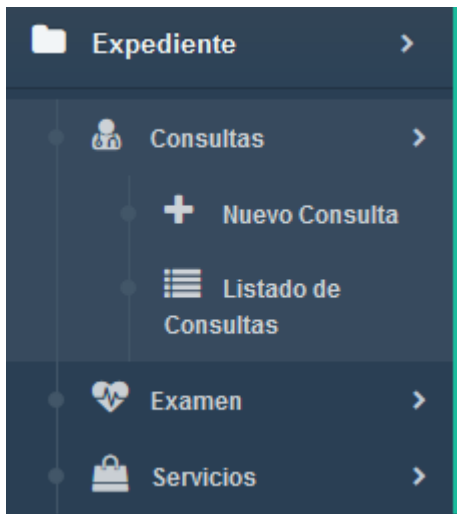 Expediente
Consultas
Nuevo Consulta
Listado de
Consultas
Examen
Servicios